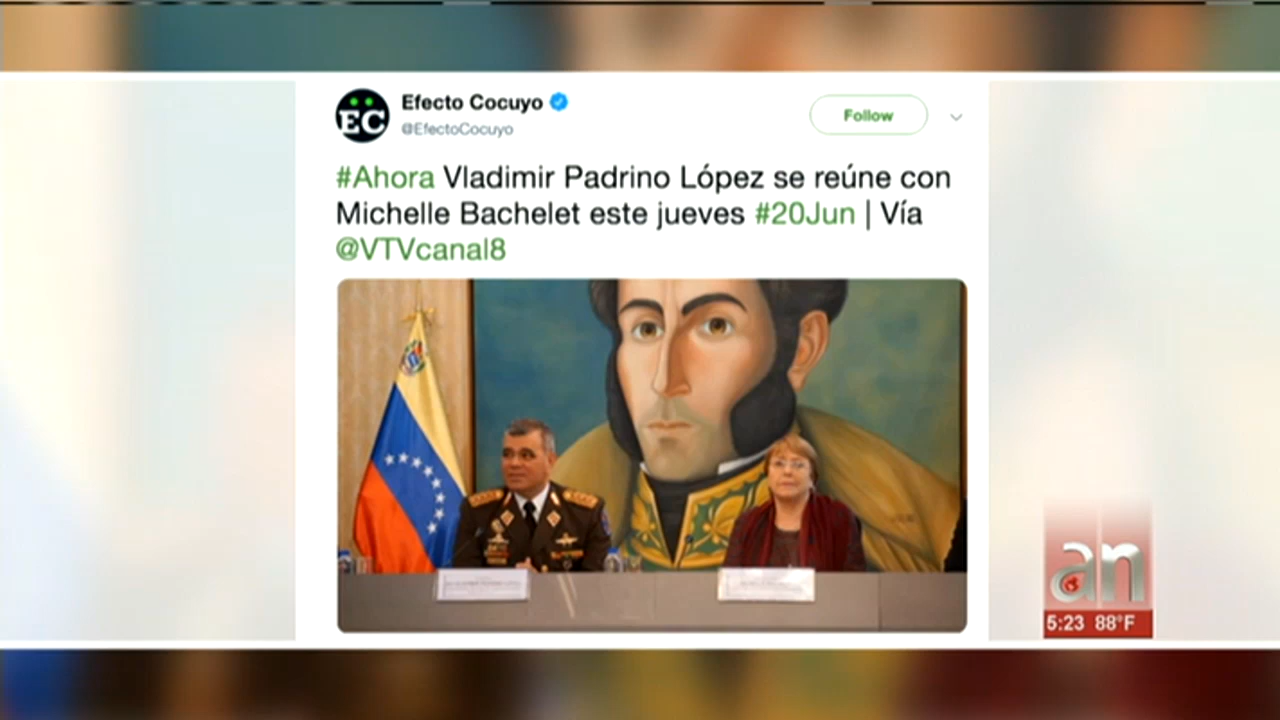 EC
Efecto Cocuyo
@EfectoCocuyo
Follow
#Ahora Vladimir Padrino López se reúne con
Michelle Bachelet este jueves #20Jun | Vía
@VTVcanal8
an
5:23 88°F